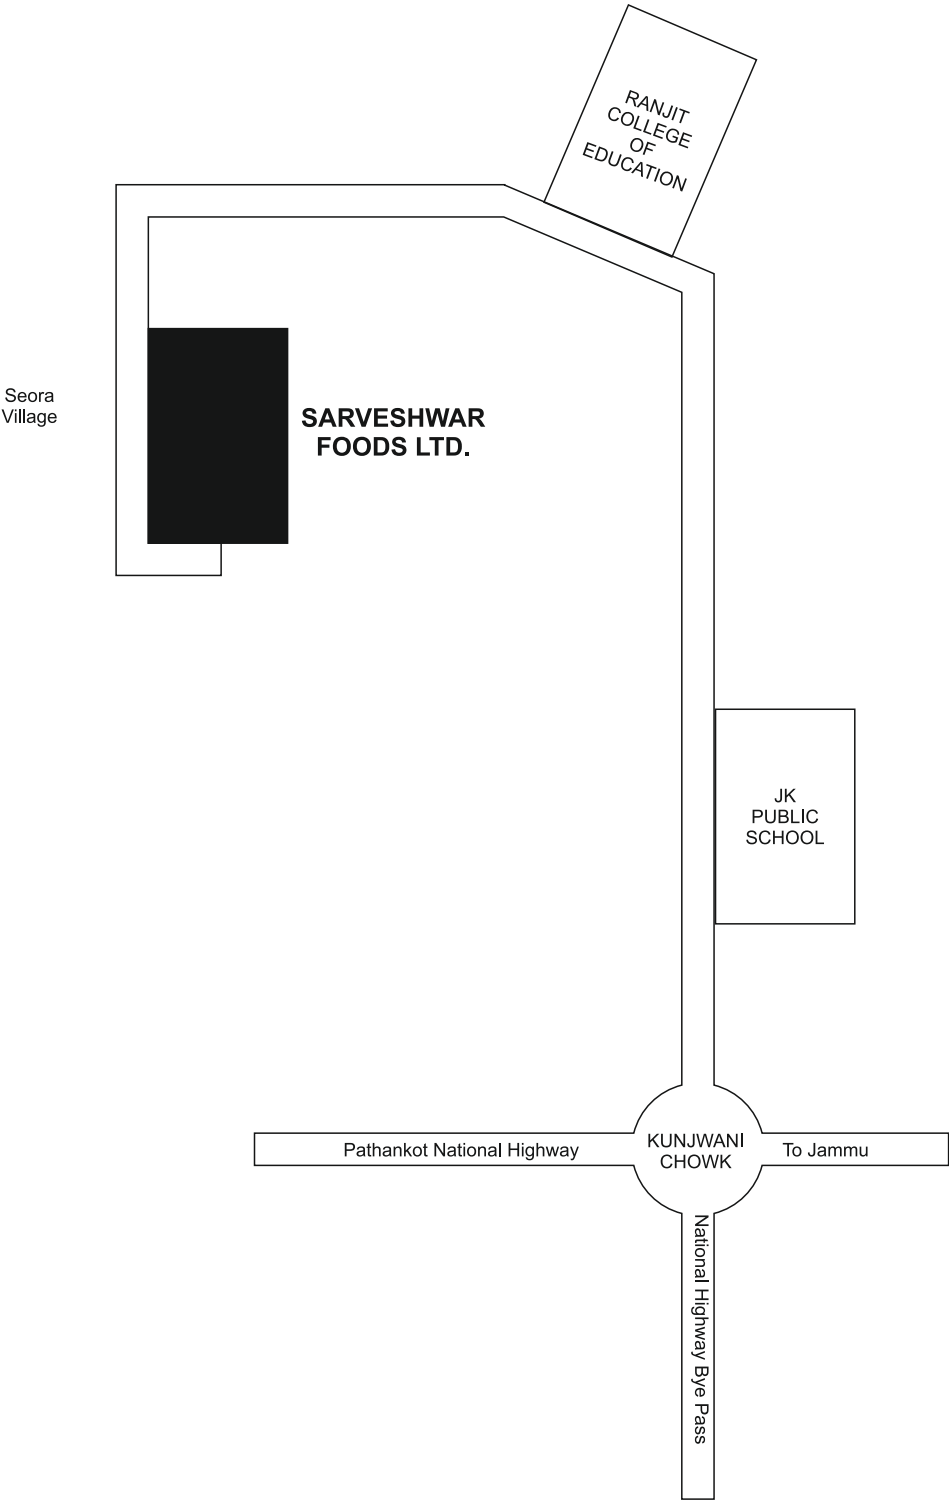 RANJIT
COLLEGE
OF
EDUCATION
Seora
Village
SARVESHWAR
FOODS LTD.
JK
PUBLIC
SCHOOL
Pathankot National Highway
KUNJWANI
CHOWK
To Jammu
National Highway Bye Pass